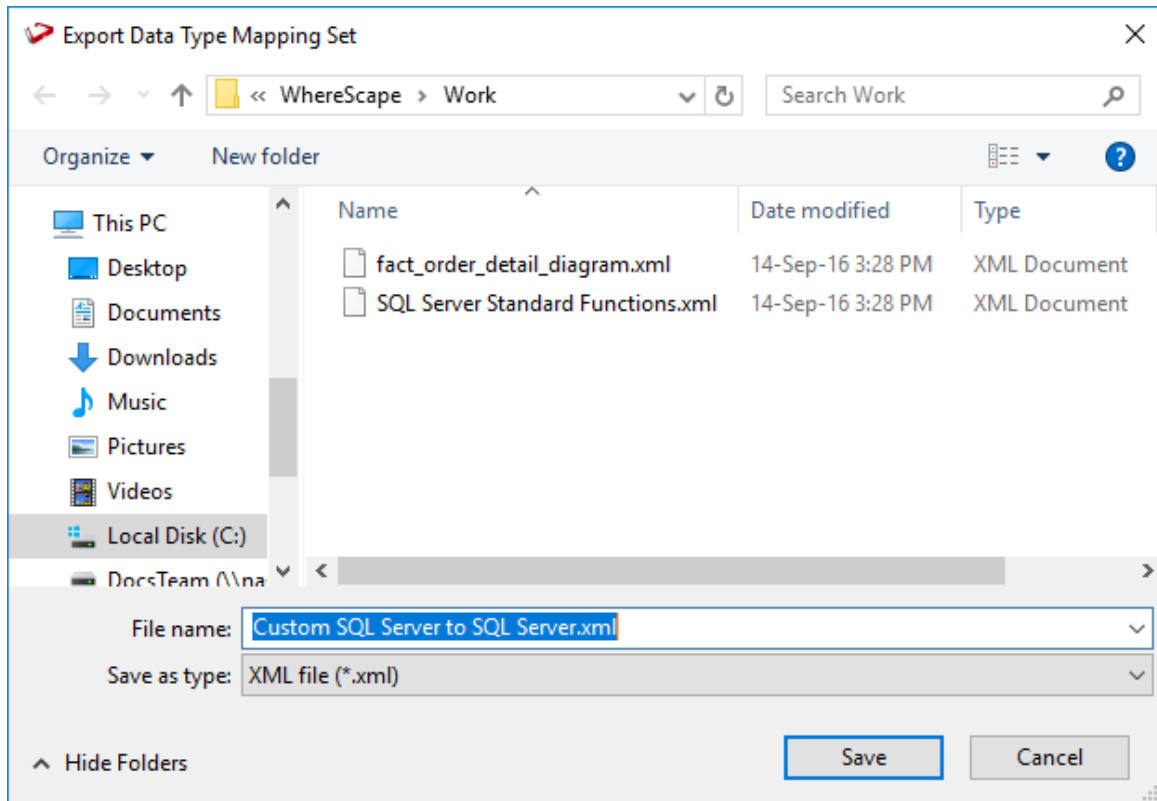 Export Data Type Mapping Set
« WhereScape › Work
Search Work
Organize
New folder
Name Date modified Type
This PC
Desktop
Documents
Downloads
Music
Pictures
Videos
Local Disk (C:)
DocsTeam (\\na
fact_order_detail_diagram.xml 14-Sep-16 3:28 PM XML Document
SQL Server Standard Functions.xml 14-Sep-16 3:28 PM XML Document
File name: Custom SQL Server to SQL Server.xml
Save as type: XML file (*.xml)
Hide Folders
Save
Cancel